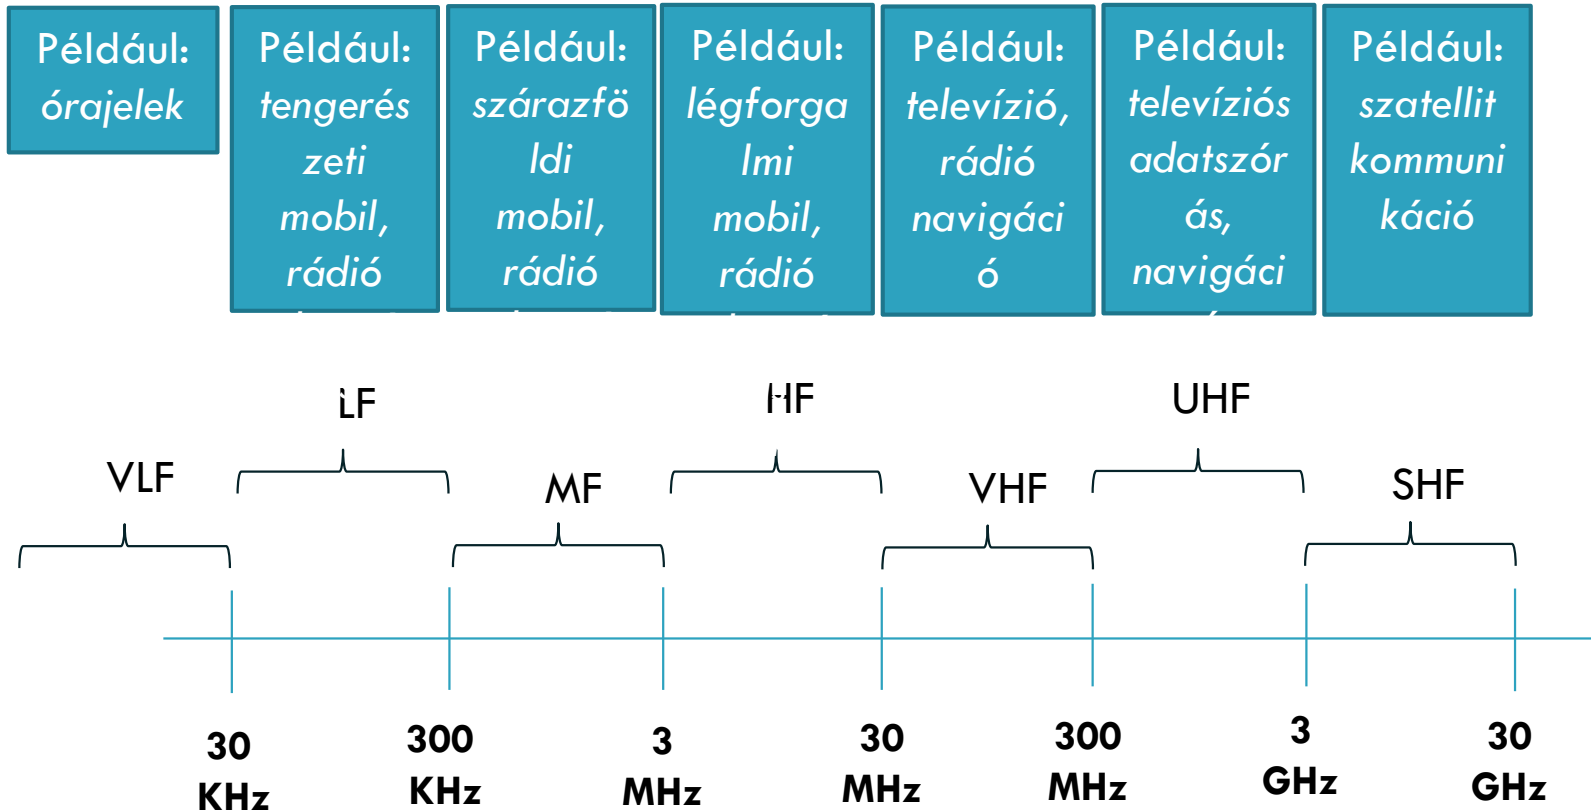 Például:
órajelek
Például:
tengerés
zeti
mobil,
rádió
Például:
szárazfö
ldi
mobil,
rádió
Például:
légforga
lmi
mobil,
rádió
Például:
televízió,
rádió
navigáci
ó
Például:
televíziós
adatszór
ás,
navigáci
Például:
szatellit
kommuni
káció
VLF
LF
MF
HF
VHF
UHF
SHF
30
KHz
300
KHz
3
MHz
30
MHz
300
MHz
3
GHz
30
GHz